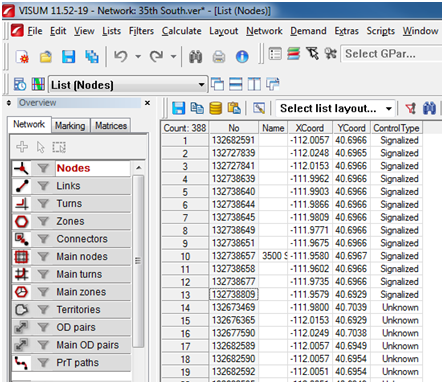 VISUM 11.52-19 - Network: 35th South.ver* - [List (Nodes)]
File Edit View Lists Filters Calculate Layout Network Demand Extras Scripts Window
Select GPar...
List (Nodes)
Overview
Network Marking Matrices
Nodes
Links
Turns
Zones
Connectors
Main nodes
Main turns
Main zones
Territories
OD pairs
Main OD pairs
PrT paths
Select list layout...
Count: 388 No Name XCoord YCoord ControlType
1 132682591 -112.0057 40.6966 Signalized
2 132727839 -112.0248 40.6965 Signalized
3 132727841 -112.0153 40.6966 Signalized
4 132738639 -111.9962 40.6966 Signalized
5 132738640 -111.9903 40.6966 Signalized
6 132738644 -111.9866 40.6966 Signalized
7 132738645 -111.9809 40.6966 Signalized
8 132738649 -111.9771 40.6966 Signalized
9 132738651 -111.9675 40.6966 Signalized
10 132738657 3500 S -111.9580 40.6967 Signalized
11 132738658 -111.9602 40.6966 Signalized
12 132738677 -111.9735 40.6966 Signalized
13 132738809 -111.9579 40.6929 Signalized
14 132673469 -111.9800 40.7039 Unknown
15 132676365 -112.0153 40.6929 Unknown
16 132677590 -112.0249 40.7038 Unknown
17 132682589 -112.0057 40.6949 Unknown
18 132682590 -112.0057 40.6954 Unknown
19 132682592 -112.0051 40.6954 Unknown